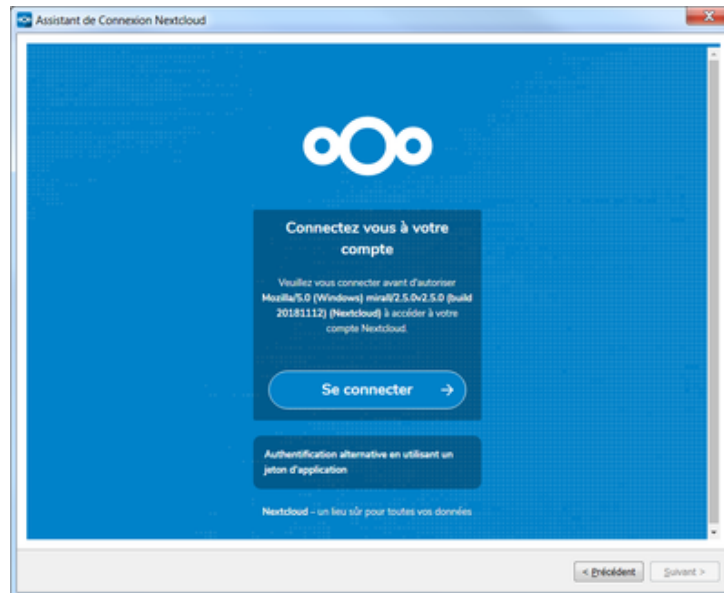 Assistant de Connexion Nextcloud
Connectez vous à votre
compte
Veuillez vous connecter avant d'autoriser
Mozilla/5.0 (Windows) mirall/2.5.0v2.5.0 (build
20181112) (Nextcloud) à accéder à votre
compte Nextcloud.
Se connecter →
Authentification alternative en utilisant un
jeton d'application
Nextcloud – un lieu sûr pour toutes vos données
< Précédent
Suivant >